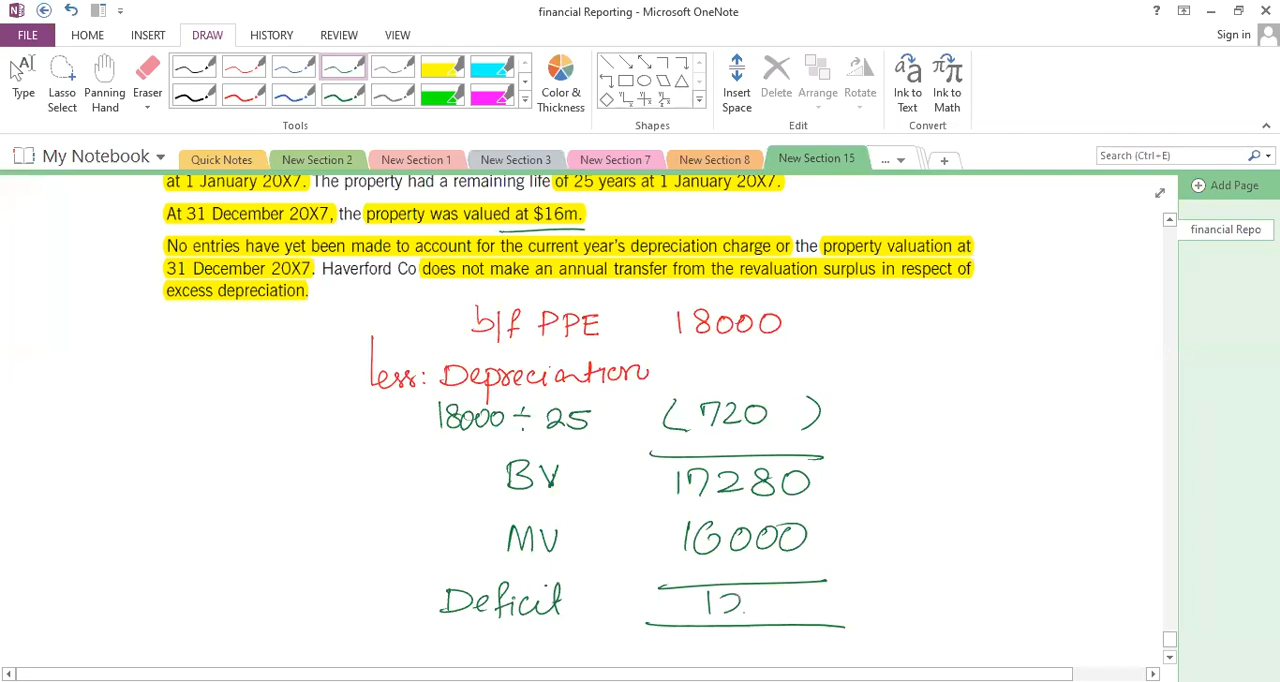 financial Reporting - Microsoft OneNote
FILE HOME INSERT DRAW HISTORY REVIEW VIEW Sign in
Type Lasso Select Panning Hand Eraser Color & Thickness Insert Space Delete Arrange Rotate Ink to Text Ink to Math
Tools Shapes Edit Convert
My Notebook Quick Notes New Section 2 New Section 1 New Section 3 New Section 7 New Section 8 New Section 15 ... Search (Ctrl+E)
Add Page
financial Repo
at 1 January 20X7. The property had a remaining life of 25 years at 1 January 20X7.
At 31 December 20X7, the property was valued at $16m.
No entries have yet been made to account for the current year's depreciation charge or the property valuation at
31 December 20X7. Haverford Co does not make an annual transfer from the revaluation surplus in respect of
excess depreciation.
b/f PPE 18000
less: Depreciation
18000 ÷ 25 (720)
BV 17280
MV 16000
Deficit 12